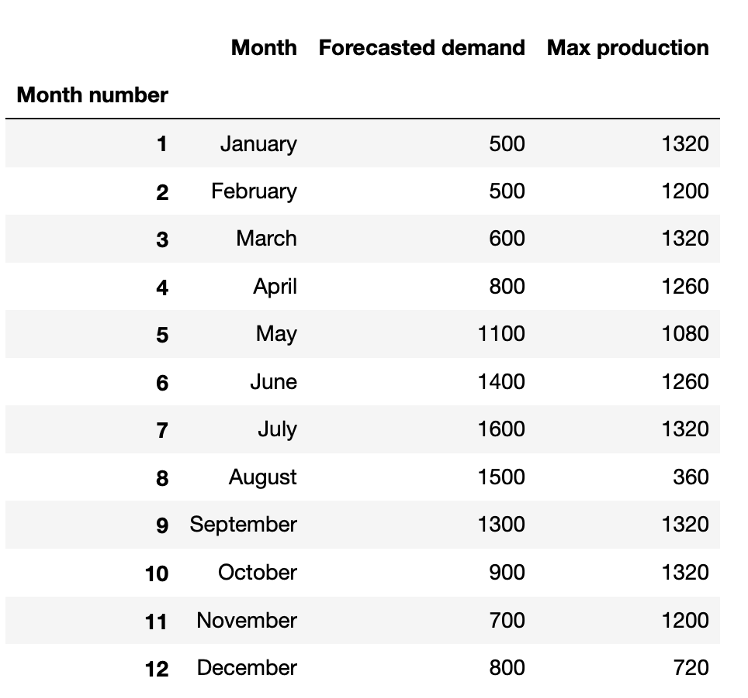 Month Forecasted demand Max production
Month number
1 January 500 1320
2 February 500 1200
3 March 600 1320
4 April 800 1260
5 May 1100 1080
6 June 1400 1260
7 July 1600 1320
8 August 1500 360
9 September 1300 1320
10 October 900 1320
11 November 700 1200
12 December 800 720